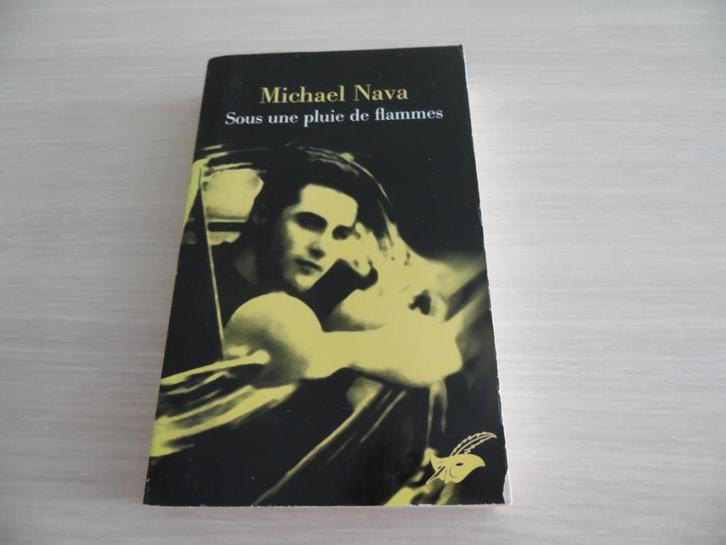 Michael Nava
Sous une pluie de flammes